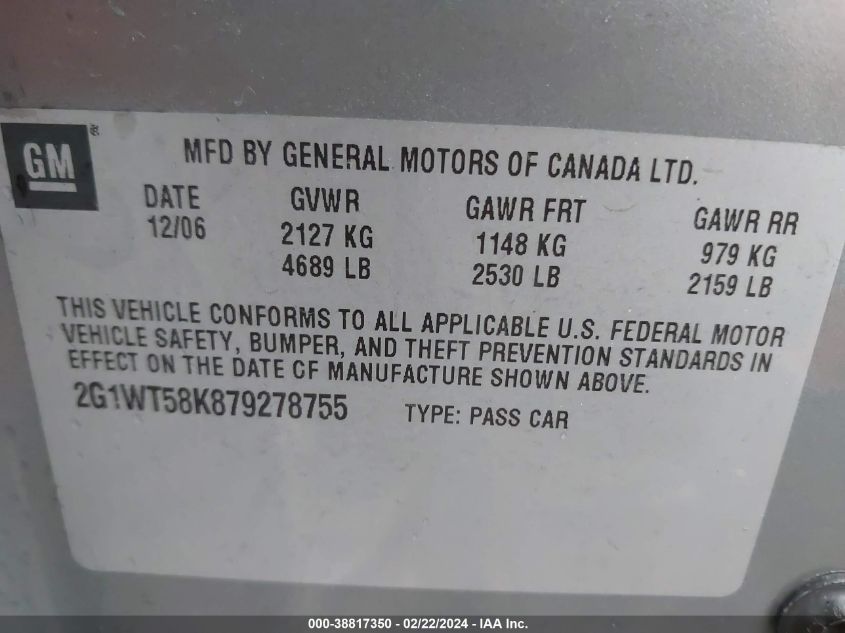 GM
MFD BY GENERAL MOTORS OF CANADA LTD.
DATE GVWR GAWR FRT GAWR RR
12/06 2127 KG 1148 KG 979 KG
4689 LB 2530 LB 2159 LB
THIS VEHICLE CONFORMS TO ALL APPLICABLE U.S. FEDERAL MOTOR
VEHICLE SAFETY, BUMPER, AND THEFT PREVENTION STANDARDS IN
EFFECT ON THE DATE OF MANUFACTURE SHOWN ABOVE.
2G1WT58K879278755 TYPE: PASS CAR
000-38817350 - 02/22/2024 - IAA Inc.